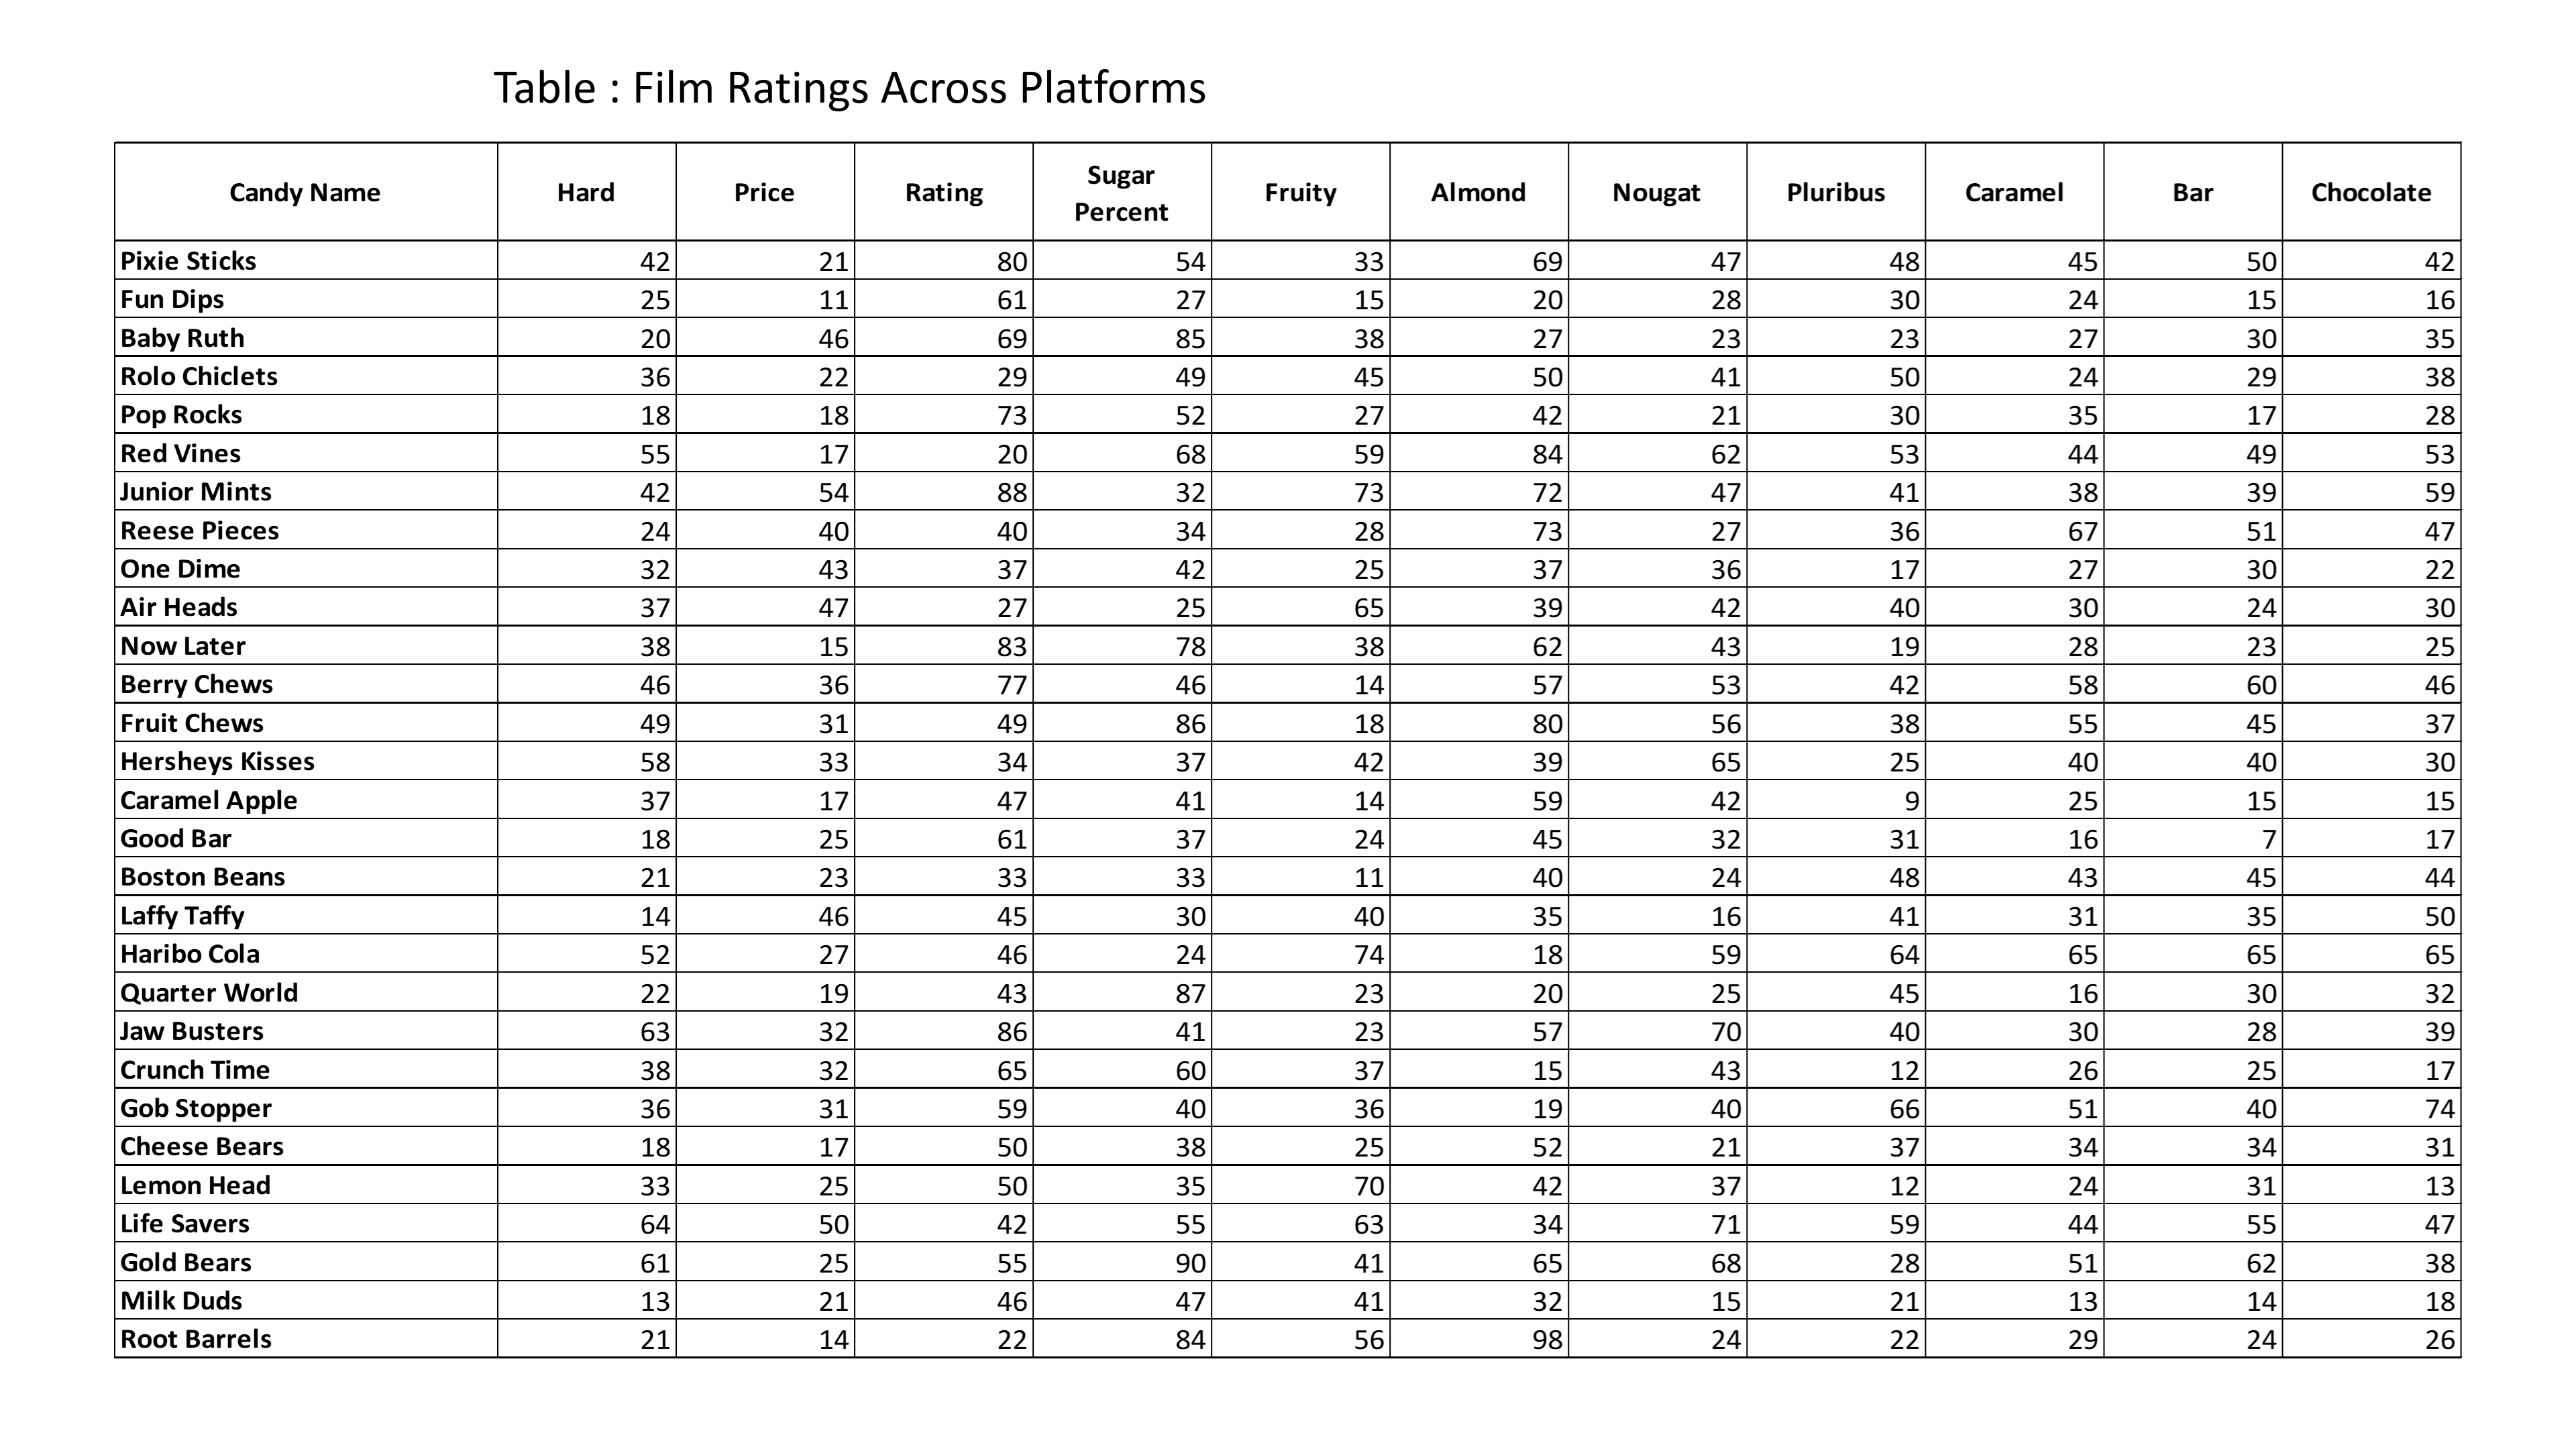 Table : Film Ratings Across Platforms
Candy Name Hard Price Rating Sugar Percent Fruity Almond Nougat Pluribus Caramel Bar Chocolate
Pixie Sticks 42 21 80 54 33 69 47 48 45 50 42
Fun Dips 25 11 61 27 15 20 28 30 24 15 16
Baby Ruth 20 46 69 85 38 27 23 23 27 30 35
Rolo Chiclets 36 22 29 49 45 50 41 50 24 29 38
Pop Rocks 18 18 73 52 27 42 21 30 35 17 28
Red Vines 55 17 20 68 59 84 62 53 44 49 53
Junior Mints 42 54 88 32 73 72 47 41 38 39 59
Reese Pieces 24 40 40 34 28 73 27 36 67 51 47
One Dime 32 43 37 42 25 37 36 17 27 30 22
Air Heads 37 47 27 25 65 39 42 40 30 24 30
Now Later 38 15 83 78 38 62 43 19 28 23 25
Berry Chews 46 36 77 46 14 57 53 42 58 60 46
Fruit Chews 49 31 49 86 18 80 56 38 55 45 37
Hersheys Kisses 58 33 34 37 42 39 65 25 40 40 30
Caramel Apple 37 17 47 41 14 59 42 9 25 15 15
Good Bar 18 25 61 37 24 45 32 31 16 7 17
Boston Beans 21 23 33 33 11 40 24 48 43 45 44
Laffy Taffy 14 46 45 30 40 35 16 41 31 35 50
Haribo Cola 52 27 46 24 74 18 59 64 65 65 65
Quarter World 22 19 43 87 23 20 25 45 16 30 32
Jaw Busters 63 32 86 41 23 57 70 40 30 28 39
Crunch Time 38 32 65 60 37 15 43 12 26 25 17
Gob Stopper 36 31 59 40 36 19 40 66 51 40 74
Cheese Bears 18 17 50 38 25 52 21 37 34 34 31
Lemon Head 33 25 50 35 70 42 37 12 24 31 13
Life Savers 64 50 42 55 63 34 71 59 44 55 47
Gold Bears 61 25 55 90 41 65 68 28 51 62 38
Milk Duds 13 21 46 47 41 32 15 21 13 14 18
Root Barrels 21 14 22 84 56 98 24 22 29 24 26